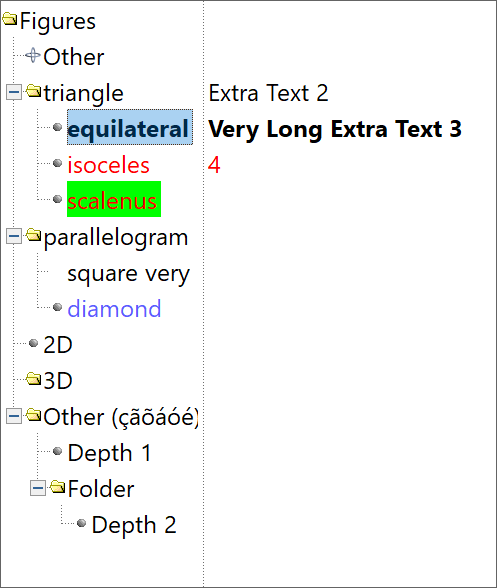 Figures
Other
triangle Extra Text 2
equilateral Very Long Extra Text 3
isoceles 4
scalenus
parallelogram
square very
diamond
2D
3D
Other (çãõáóé)
Depth 1
Folder
Depth 2